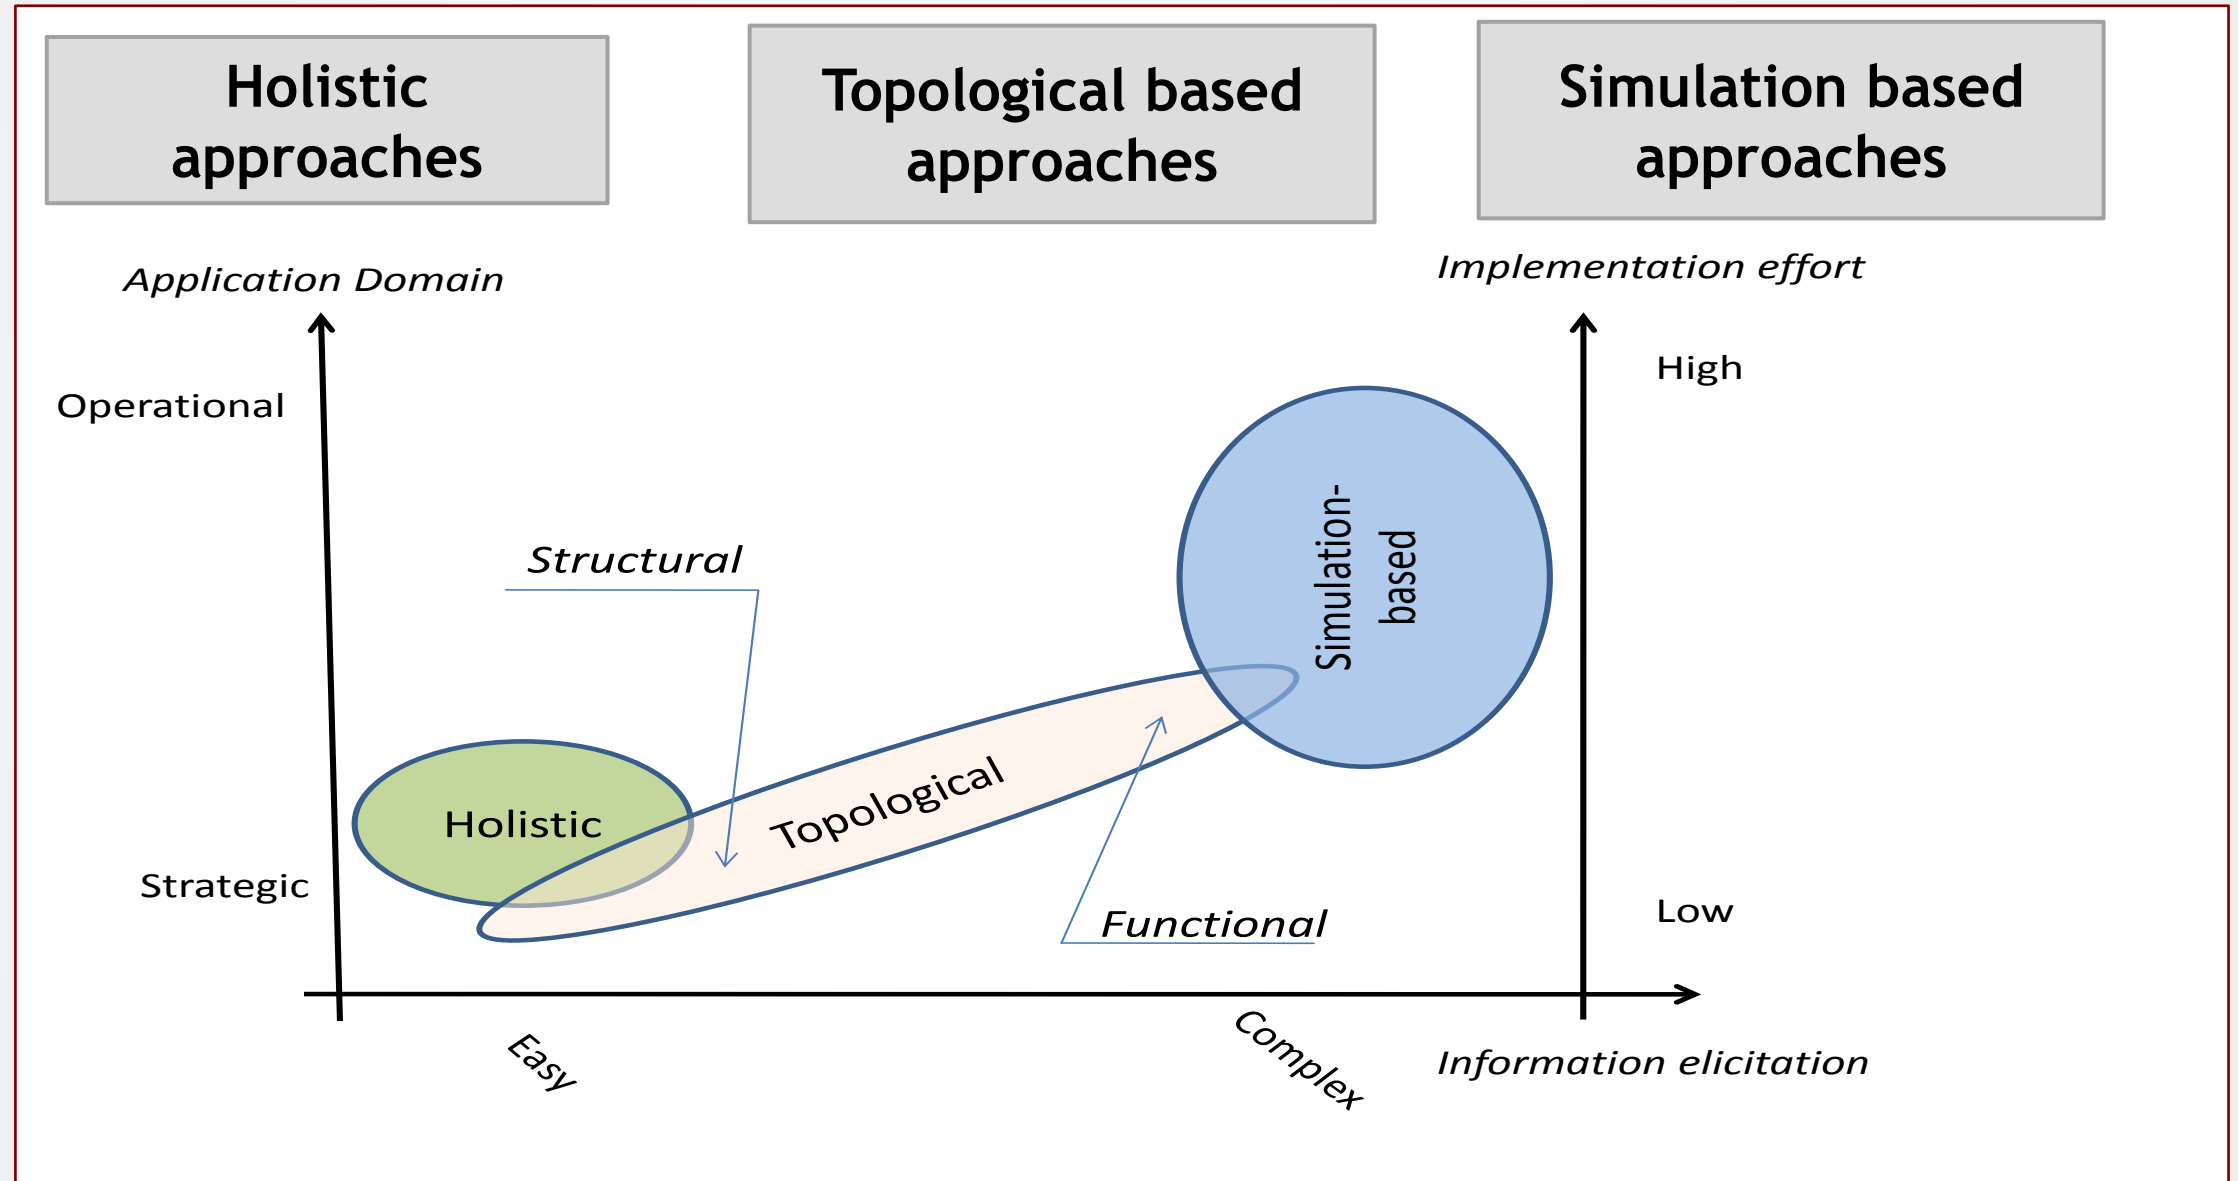 Holistic
approaches
Topological based
approaches
Simulation based
approaches
Application Domain
Implementation effort
Operational
High
Structural
Simulation-
based
Holistic
Topological
Strategic
Functional
Low
Easy
Complex
Information elicitation